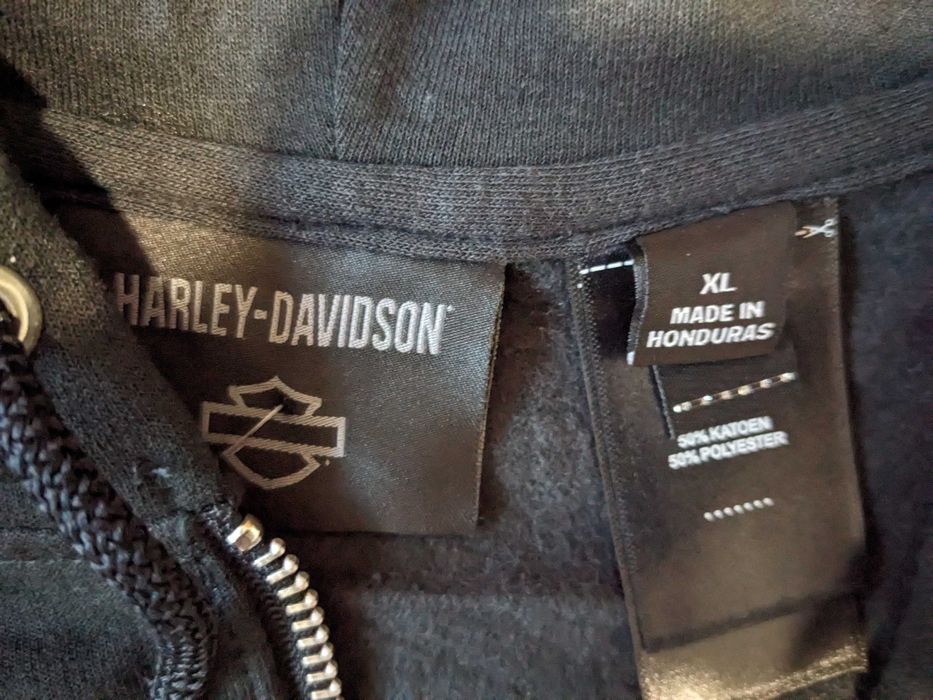 HARLEY-DAVIDSON
XL
MADE IN
HONDURAS
50% KATOEN
50% POLYESTER